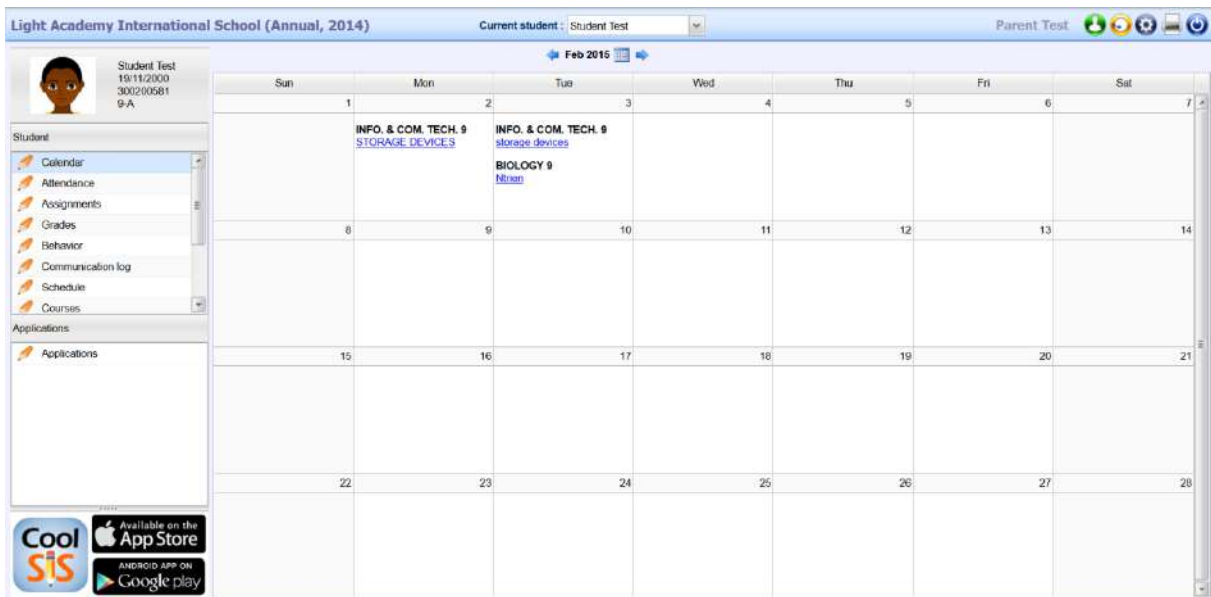 Light Academy International School (Annual, 2014)
Current student : Student Test
Parent Test
Student Test
19/11/2000
300200581
9-A
Student
Calendar
Attendance
Assignments
Grades
Behavior
Communication log
Schedule
Courses
Applications
Applications
Cool
SiS
Available on the
App Store
ANDROID APP ON
Google play
Feb 2015
Sun Mon Tue Wed Thu Fri Sat
1 2 3 4 5 6 7
INFO. & COM. TECH. 9
STORAGE DEVICES
INFO. & COM. TECH. 9
storage devices
BIOLOGY 9
8 9 10 11 12 13 14
15 16 17 18 19 20 21
22 23 24 25 26 27 28